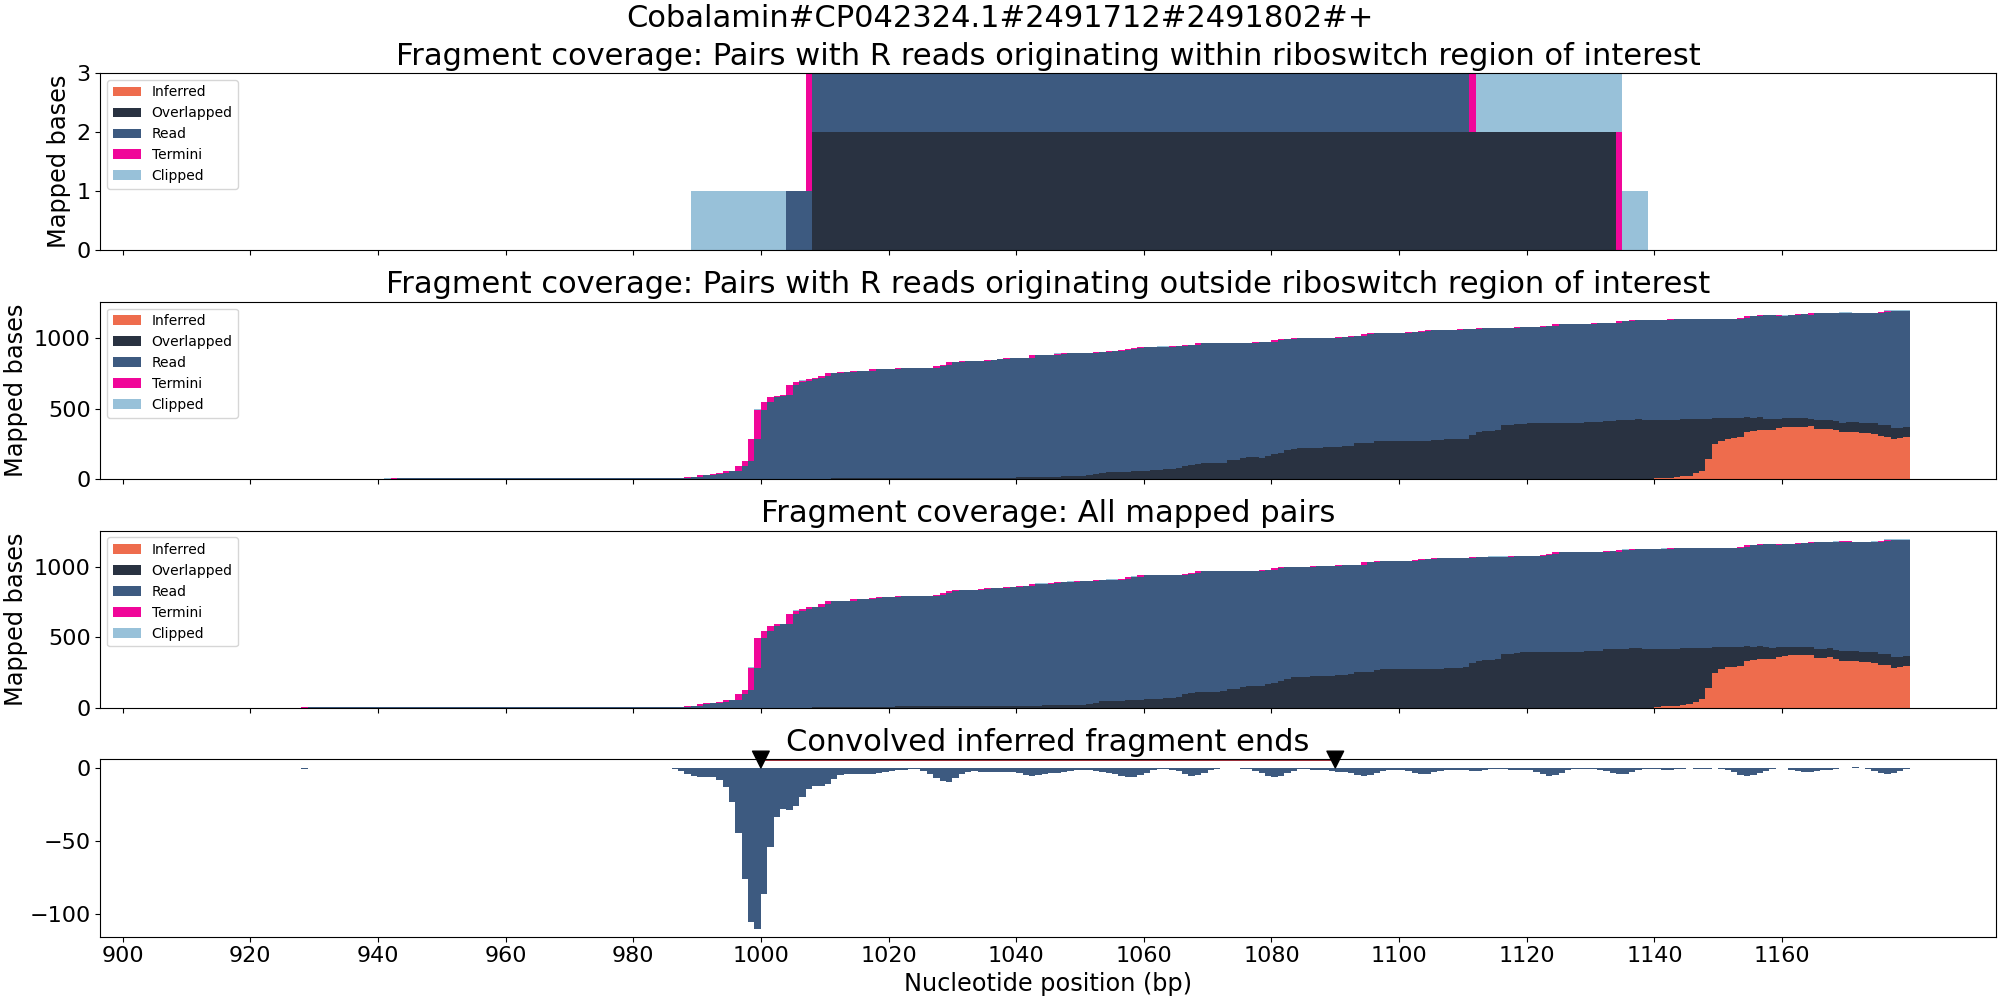 Cobalamin#CP042324.1#2491712#2491802#+
Fragment coverage: Pairs with R reads originating within riboswitch region of interest
Mapped bases
3
2
1
0
Inferred
Overlapped
Read
Termini
Clipped
Fragment coverage: Pairs with R reads originating outside riboswitch region of interest
Mapped bases
1000
500
0
Inferred
Overlapped
Read
Termini
Clipped
Fragment coverage: All mapped pairs
Mapped bases
1000
500
0
Inferred
Overlapped
Read
Termini
Clipped
Convolved inferred fragment ends
0
−50
−100
900 920 940 960 980 1000 1020 1040 1060 1080 1100 1120 1140 1160
Nucleotide position (bp)